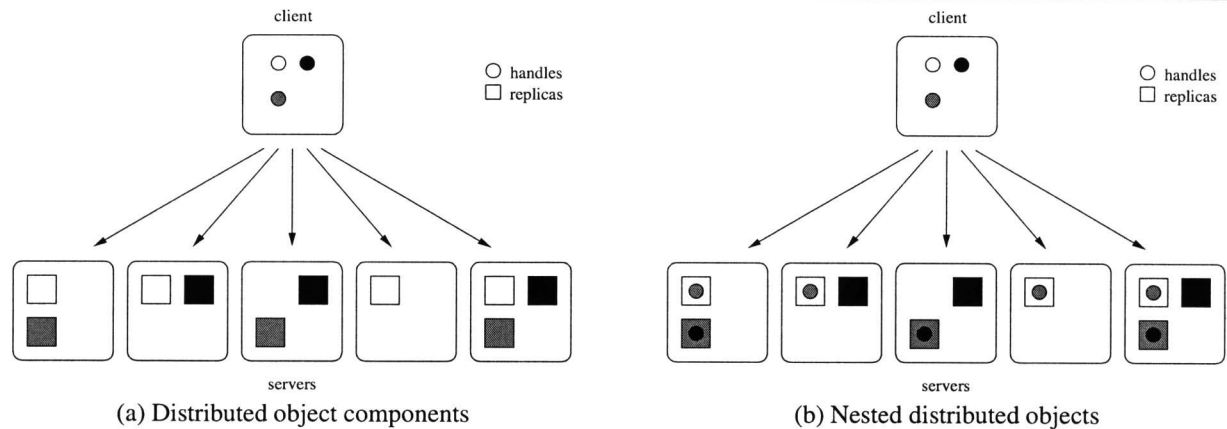 client
handles
replicas
servers
(a) Distributed object components
client
handles
replicas
servers
(b) Nested distributed objects